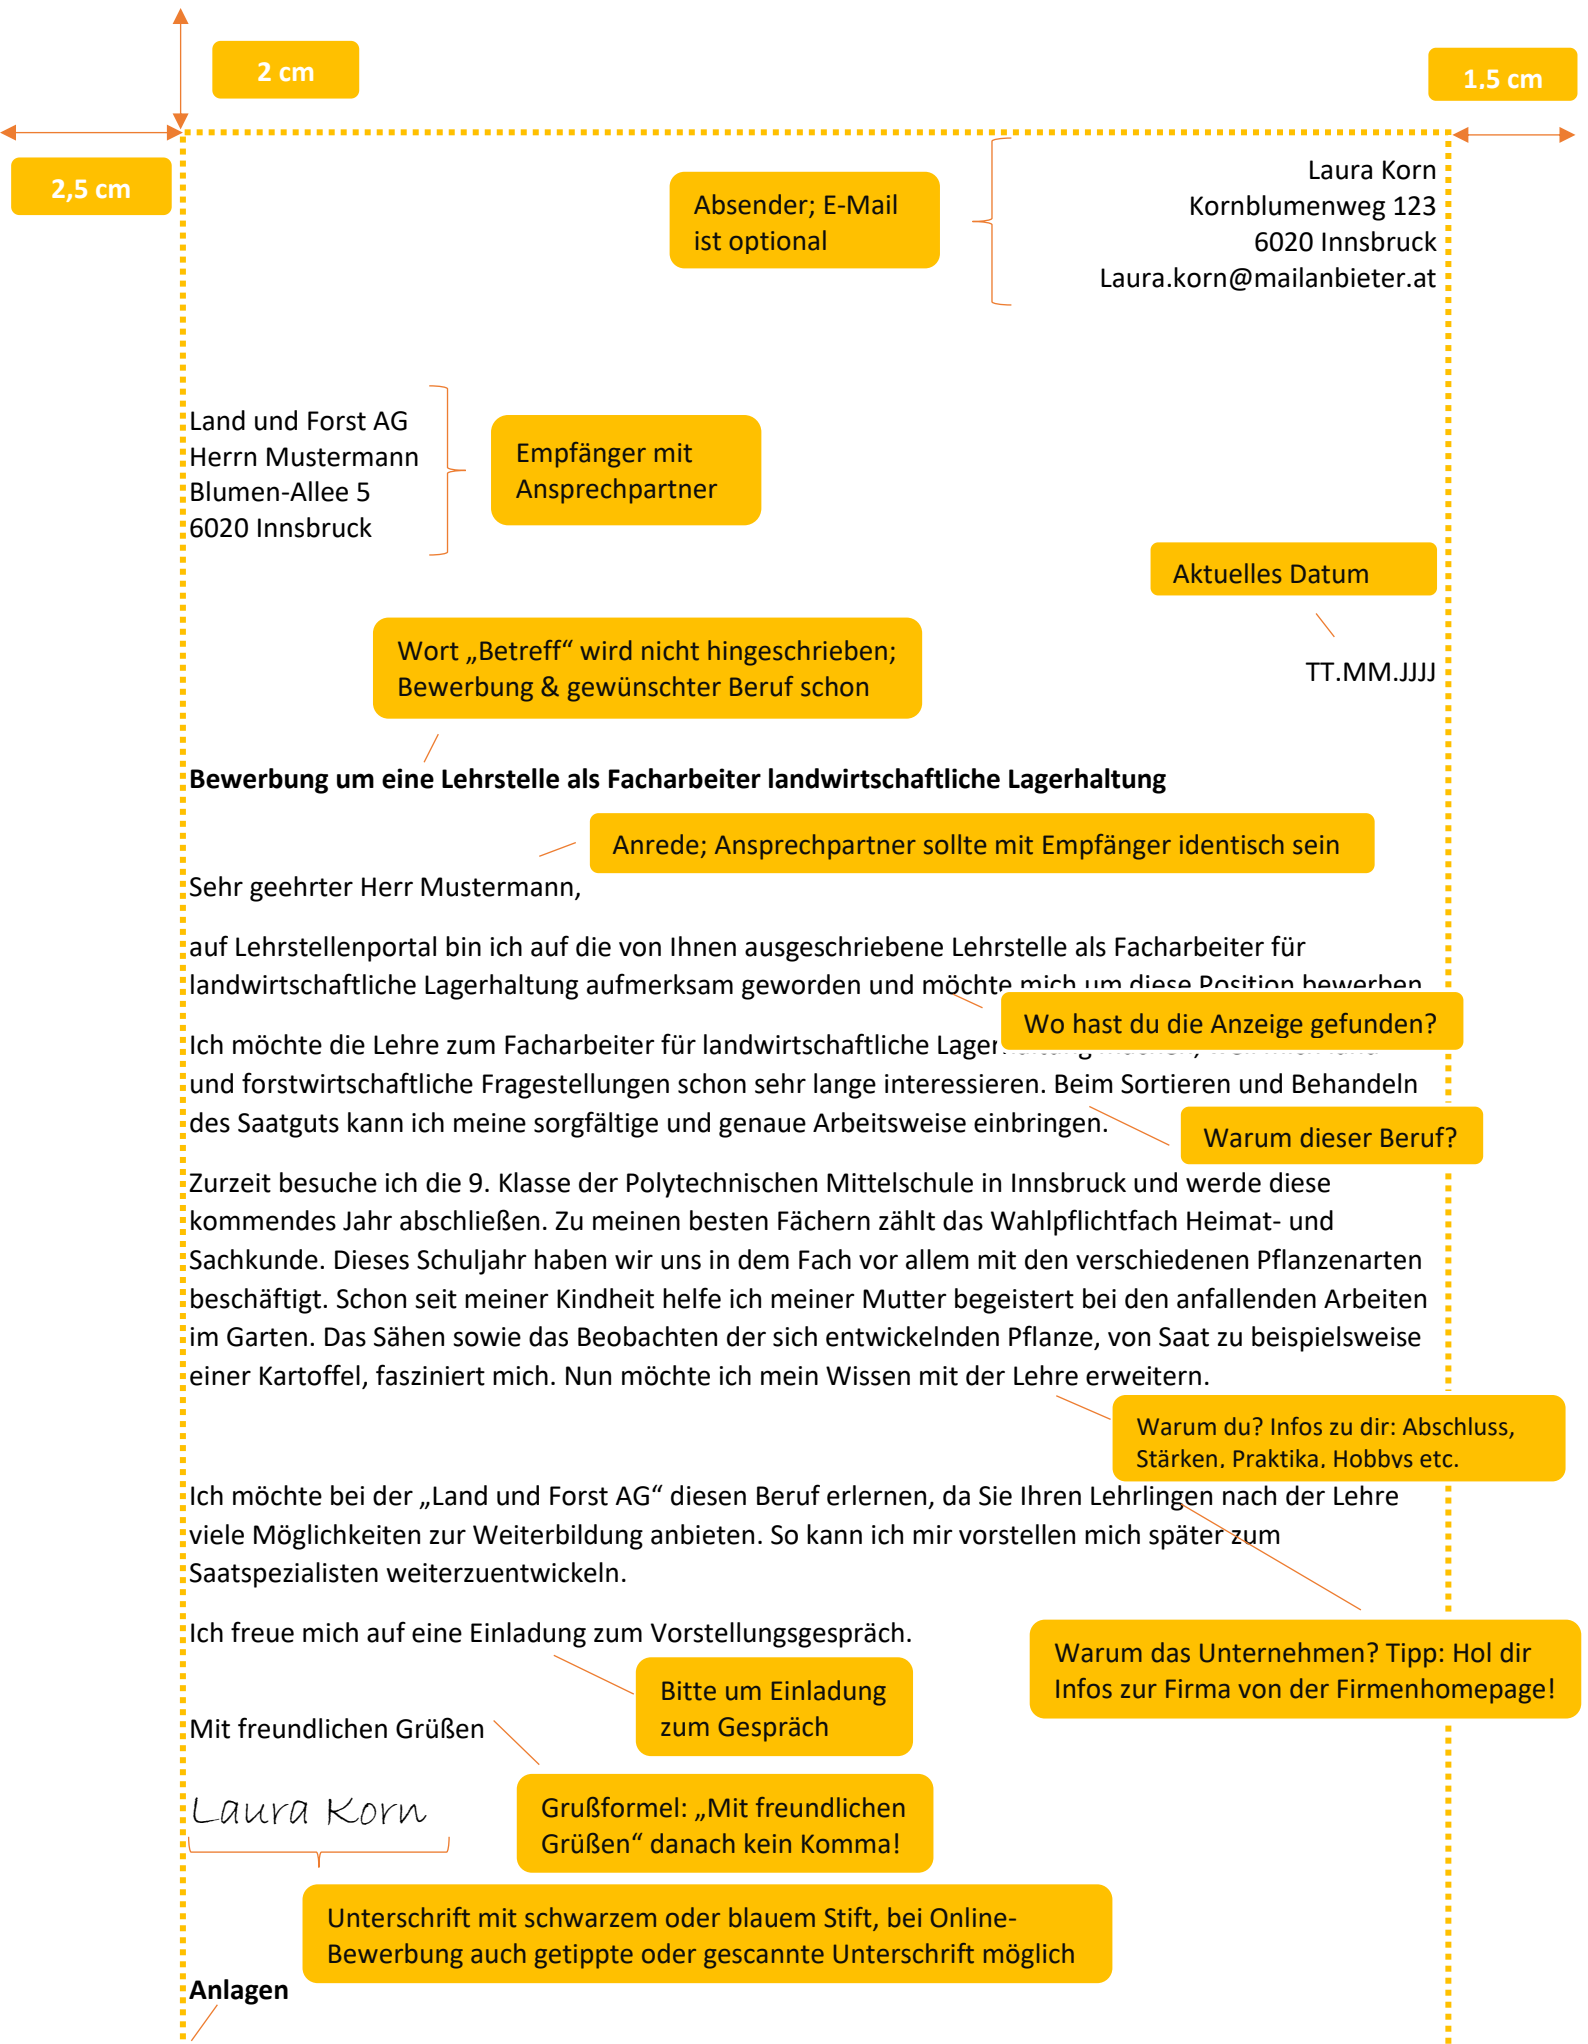 2 cm
1,5 cm
2,5 cm
Absender; E-Mail
ist optional
Laura Korn
Kornblumenweg 123
6020 Innsbruck
Laura.korn@mailanbieter.at
Land und Forst AG
Herrn Mustermann
Blumen-Allee 5
6020 Innsbruck
Empfänger mit
Ansprechpartner
Aktuelles Datum
TT.MM.JJJJ
Wort „Betreff“ wird nicht hingeschrieben;
Bewerbung & gewünschter Beruf schon
Bewerbung um eine Lehrstelle als Facharbeiter landwirtschaftliche Lagerhaltung
Anrede; Ansprechpartner sollte mit Empfänger identisch sein
Sehr geehrter Herr Mustermann,
auf Lehrstellenportal bin ich auf die von Ihnen ausgeschriebene Lehrstelle als Facharbeiter für
landwirtschaftliche Lagerhaltung aufmerksam geworden und möchte mich um diese Position bewerben
Wo hast du die Anzeige gefunden?
Ich möchte die Lehre zum Facharbeiter für landwirtschaftliche
und forstwirtschaftliche Fragestellungen schon sehr lange interessieren. Beim Sortieren und Behandeln
des Saatguts kann ich meine sorgfältige und genaue Arbeitsweise einbringen.
Warum dieser Beruf?
Zurzeit besuche ich die 9. Klasse der Polytechnischen Mittelschule in Innsbruck und werde diese
kommendes Jahr abschließen. Zu meinen besten Fächern zählt das Wahlpflichtfach Heimat- und
Sachkunde. Dieses Schuljahr haben wir uns in dem Fach vor allem mit den verschiedenen Pflanzenarten
beschäftigt. Schon seit meiner Kindheit helfe ich meiner Mutter begeistert bei den anfallenden Arbeiten
im Garten. Das Sähen sowie das Beobachten der sich entwickelnden Pflanze, von Saat zu beispielsweise
einer Kartoffel, fasziniert mich. Nun möchte ich mein Wissen mit der Lehre erweitern.
Warum du? Infos zu dir: Abschluss,
Stärken, Praktika, Hobbys etc.
Ich möchte bei der „Land und Forst AG“ diesen Beruf erlernen, da Sie Ihren Lehrlingen nach der Lehre
viele Möglichkeiten zur Weiterbildung anbieten. So kann ich mir vorstellen mich später zum
Saatspezialisten weiterzuentwickeln.
Ich freue mich auf eine Einladung zum Vorstellungsgespräch.
Warum das Unternehmen? Tipp: Hol dir
Infos zur Firma von der Firmenhomepage!
Bitte um Einladung
zum Gespräch
Mit freundlichen Grüßen
Laura Korn
Grußformel: „Mit freundlichen
Grüßen“ danach kein Komma!
Unterschrift mit schwarzem oder blauem Stift, bei Online-
Bewerbung auch getippte oder gescannte Unterschrift möglich
Anlagen